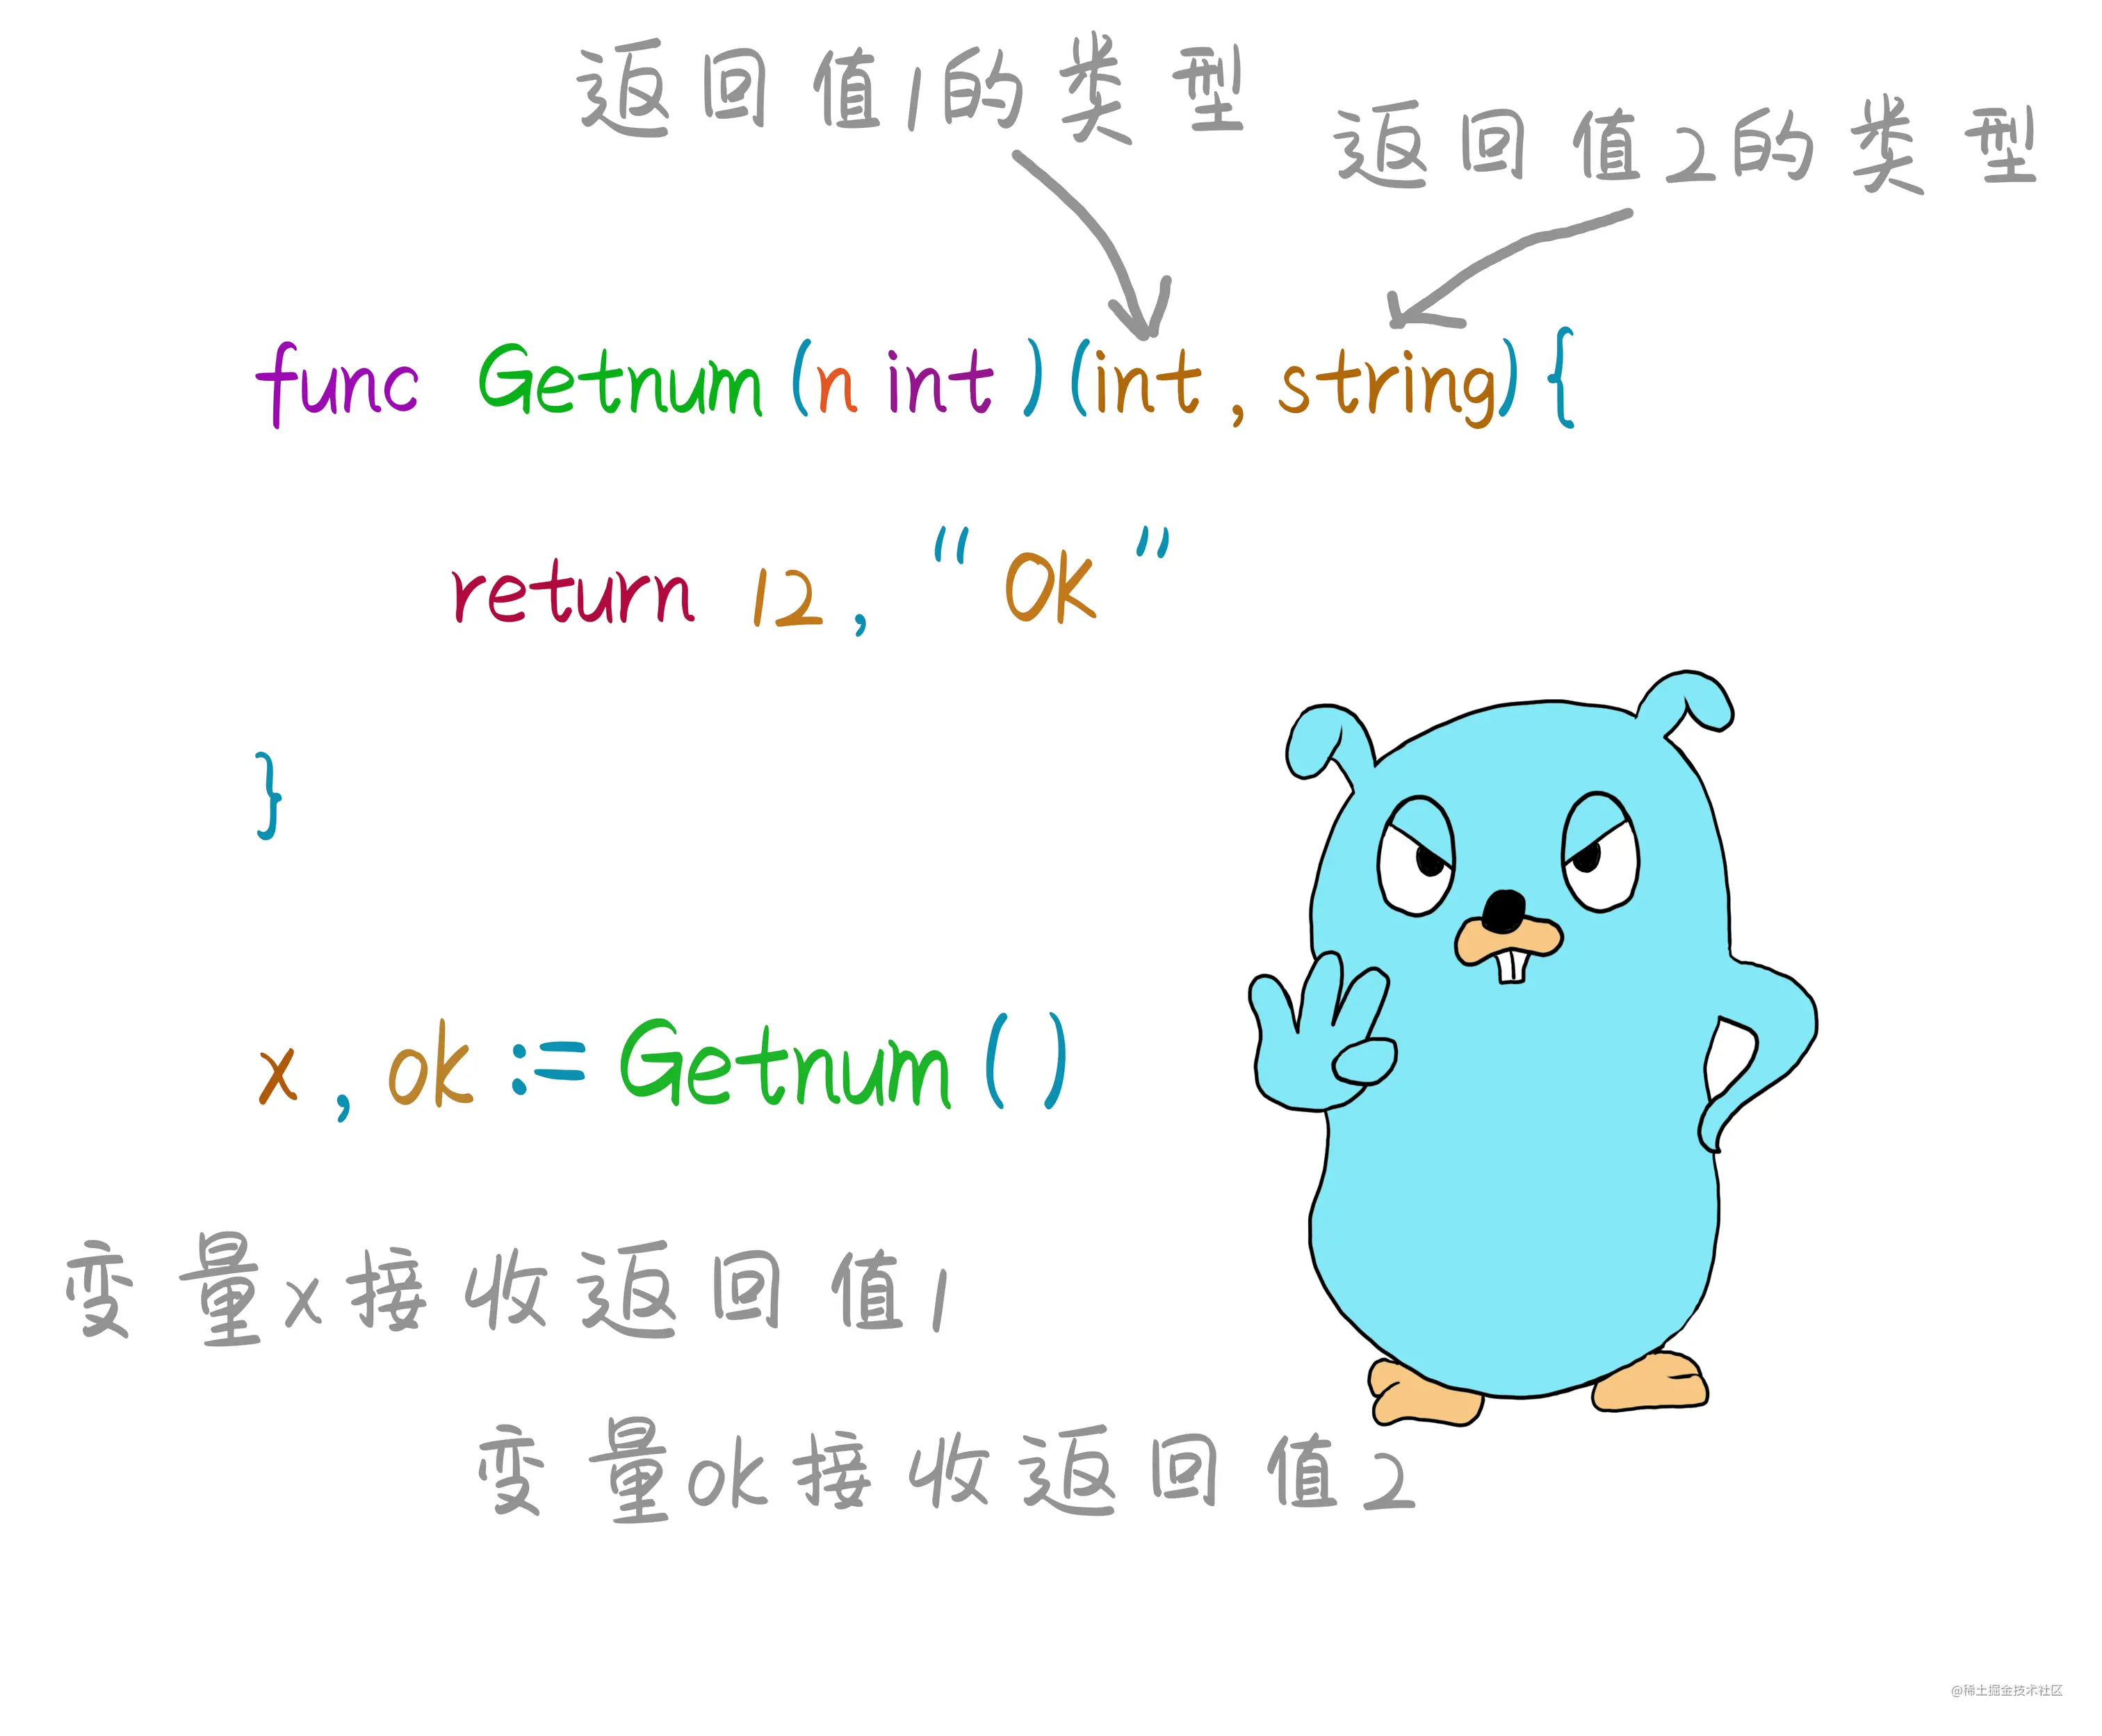 返回值1的类型
返回值2的类型
func Getnum(n int)(int,string){
return 12,“OK”
}
x,ok:=Getnum()
变量x接收返回值1
变量ok接收返回值2
@稀土掘金技术社区